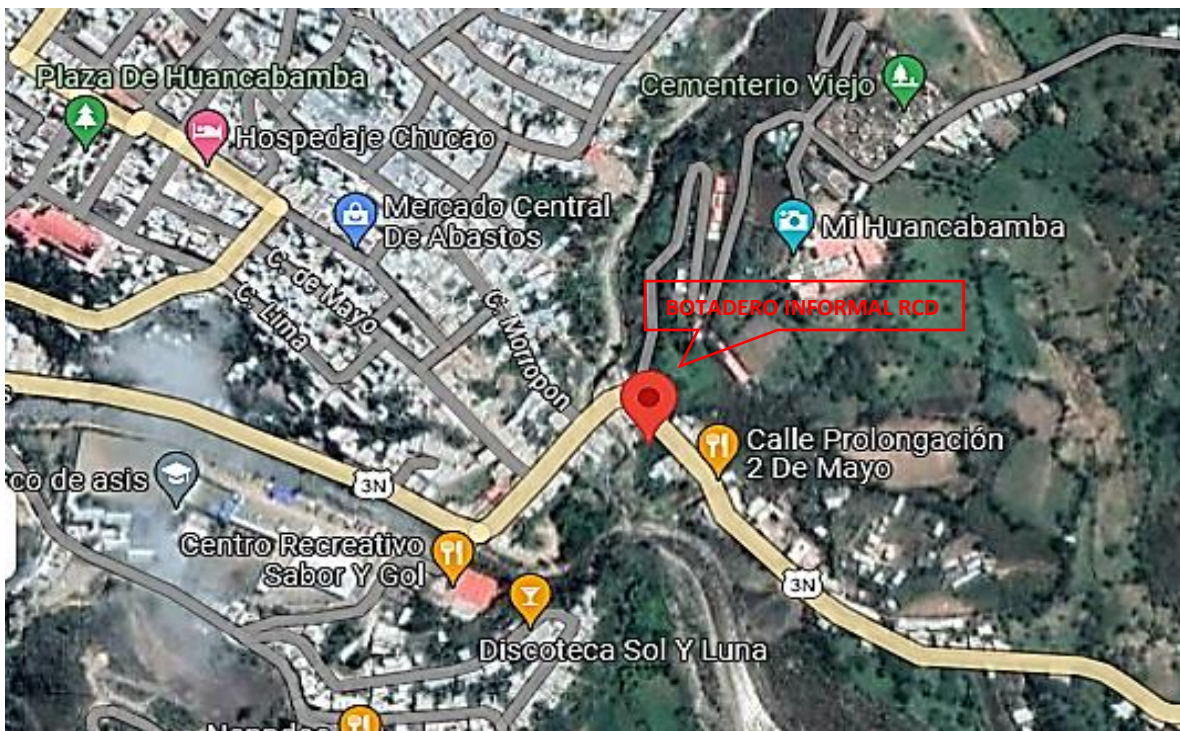 Plaza De Huancabamba
Cementerio Viejo
Hospedaje Chucao
Mercado Central
De Abastos
Mi Huancabamba
C. de Mayo
C. Lima
C. Morropon
BOTADERO INFORMAL RCD
Calle Prolongación
2 De Mayo
co de asis
3N
Centro Recreativo
Sabor Y Gol
3N
Discoteca Sol Y Luna